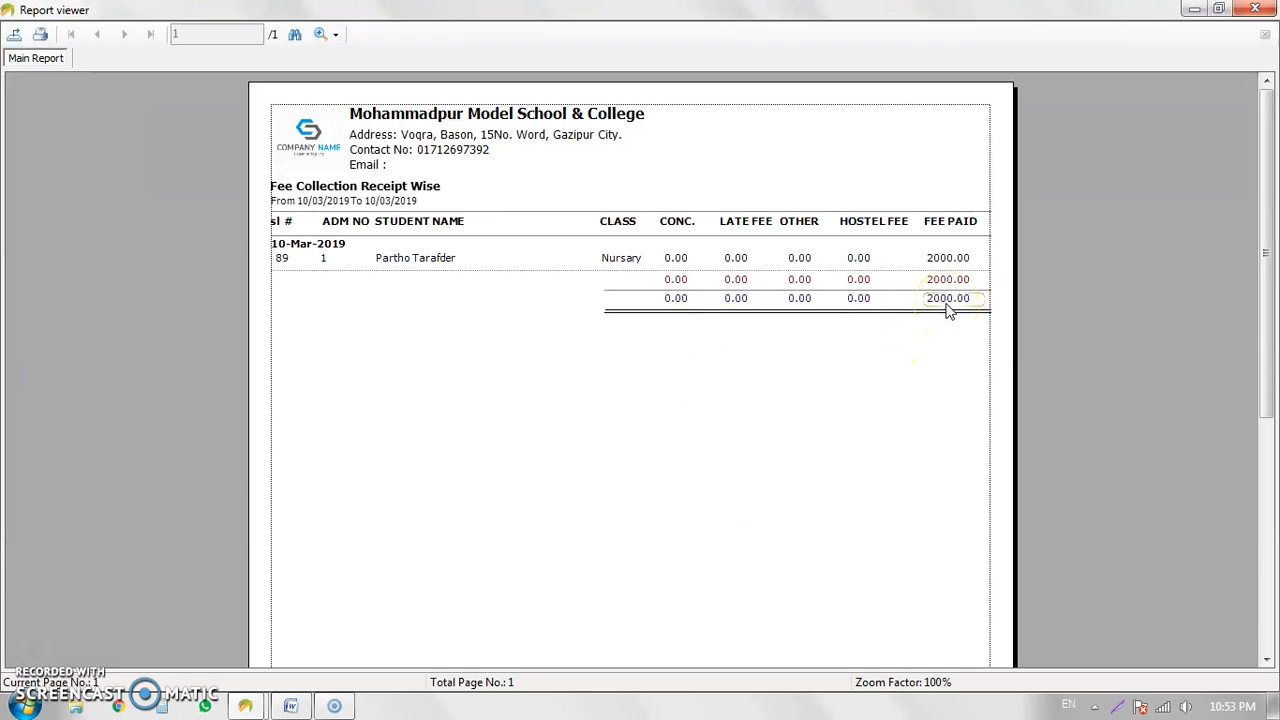 Report viewer
1 /1
Main Report
COMPANY NAME
Mohammadpur Model School & College
Address: Voqra, Bason, 15No. Word, Gazipur City.
Contact No: 01712697392
Email :
Fee Collection Receipt Wise
From 10/03/2019To 10/03/2019
sl # ADM NO STUDENT NAME CLASS CONC. LATE FEE OTHER HOSTEL FEE FEE PAID
10-Mar-2019
89 1 Partho Tarafder Nursary 0.00 0.00 0.00 0.00 2000.00
0.00 0.00 0.00 0.00 2000.00
0.00 0.00 0.00 0.00 2000.00
RECORDED WITH
Current Page No.: 1 Total Page No.: 1 Zoom Factor: 100%
SCREENCAST MATIC
EN 10:53 PM